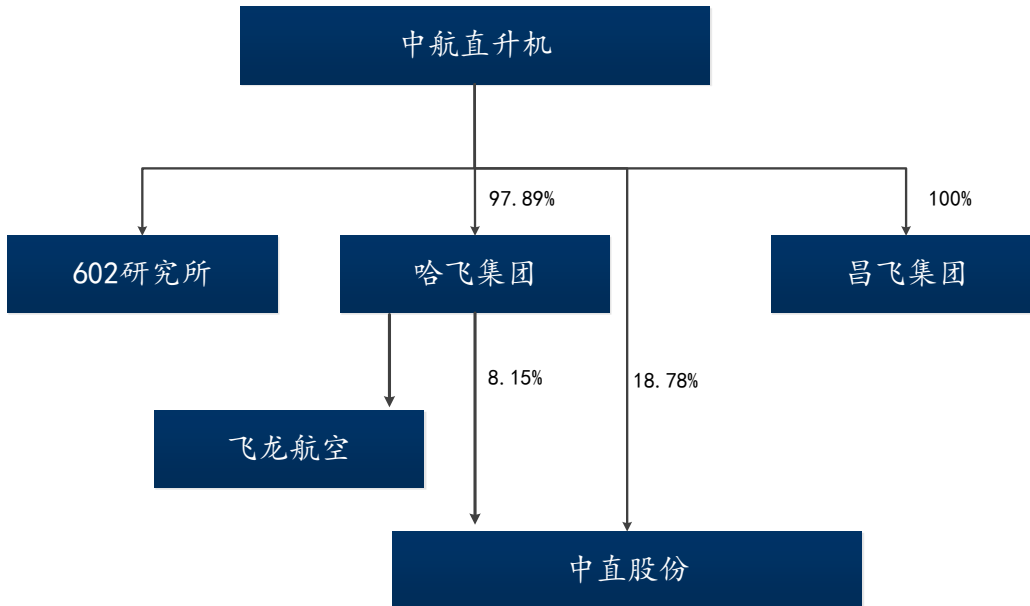 中航直升机
97.89%
100%
602研究所
哈飞集团
昌飞集团
8.15%
18.78%
飞龙航空
中直股份